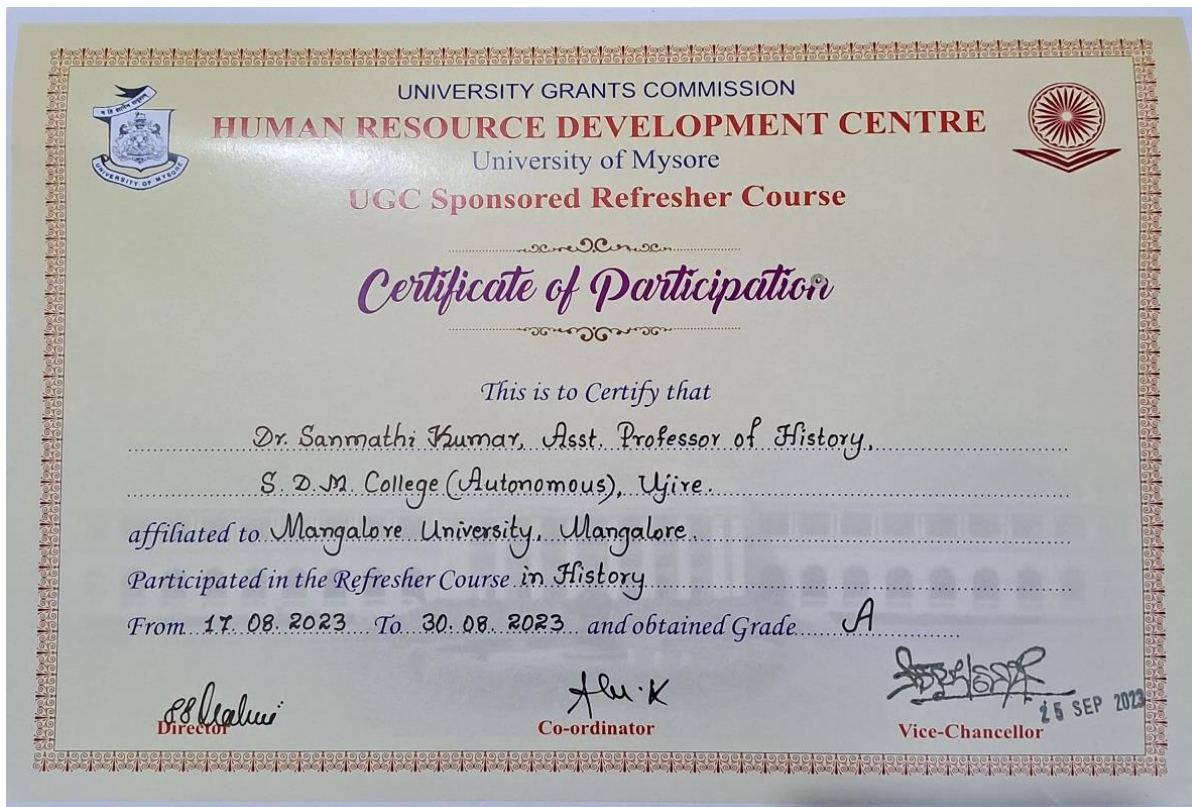 UNIVERSITY GRANTS COMMISSION
HUMAN RESOURCE DEVELOPMENT CENTRE
University of Mysore
UGC Sponsored Refresher Course
UNIVERSITY OF MYSORE
Certificate of Participation
This is to Certify that
Dr. Sanmathi Kumar, Asst. Professor of History,
S. D. M. College (Autonomous), Ujire.
affiliated to Mangalore University, Mangalore.
Participated in the Refresher Course in History
From 17. 08. 2023 To 30. 08. 2023 and obtained Grade A
25 SEP 2023
Director Co-ordinator Vice-Chancellor